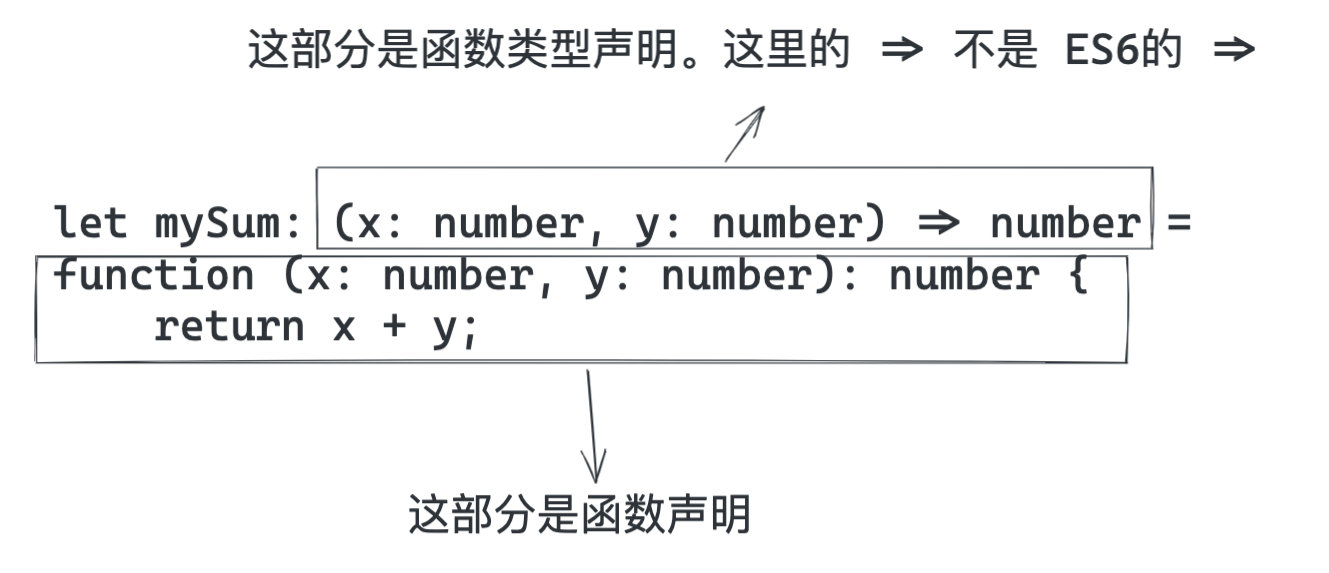 这部分是函数类型声明。这里的 => 不是 ES6的 =>
let mySum: (x: number, y: number) => number =
function (x: number, y: number): number {
    return x + y;
这部分是函数声明